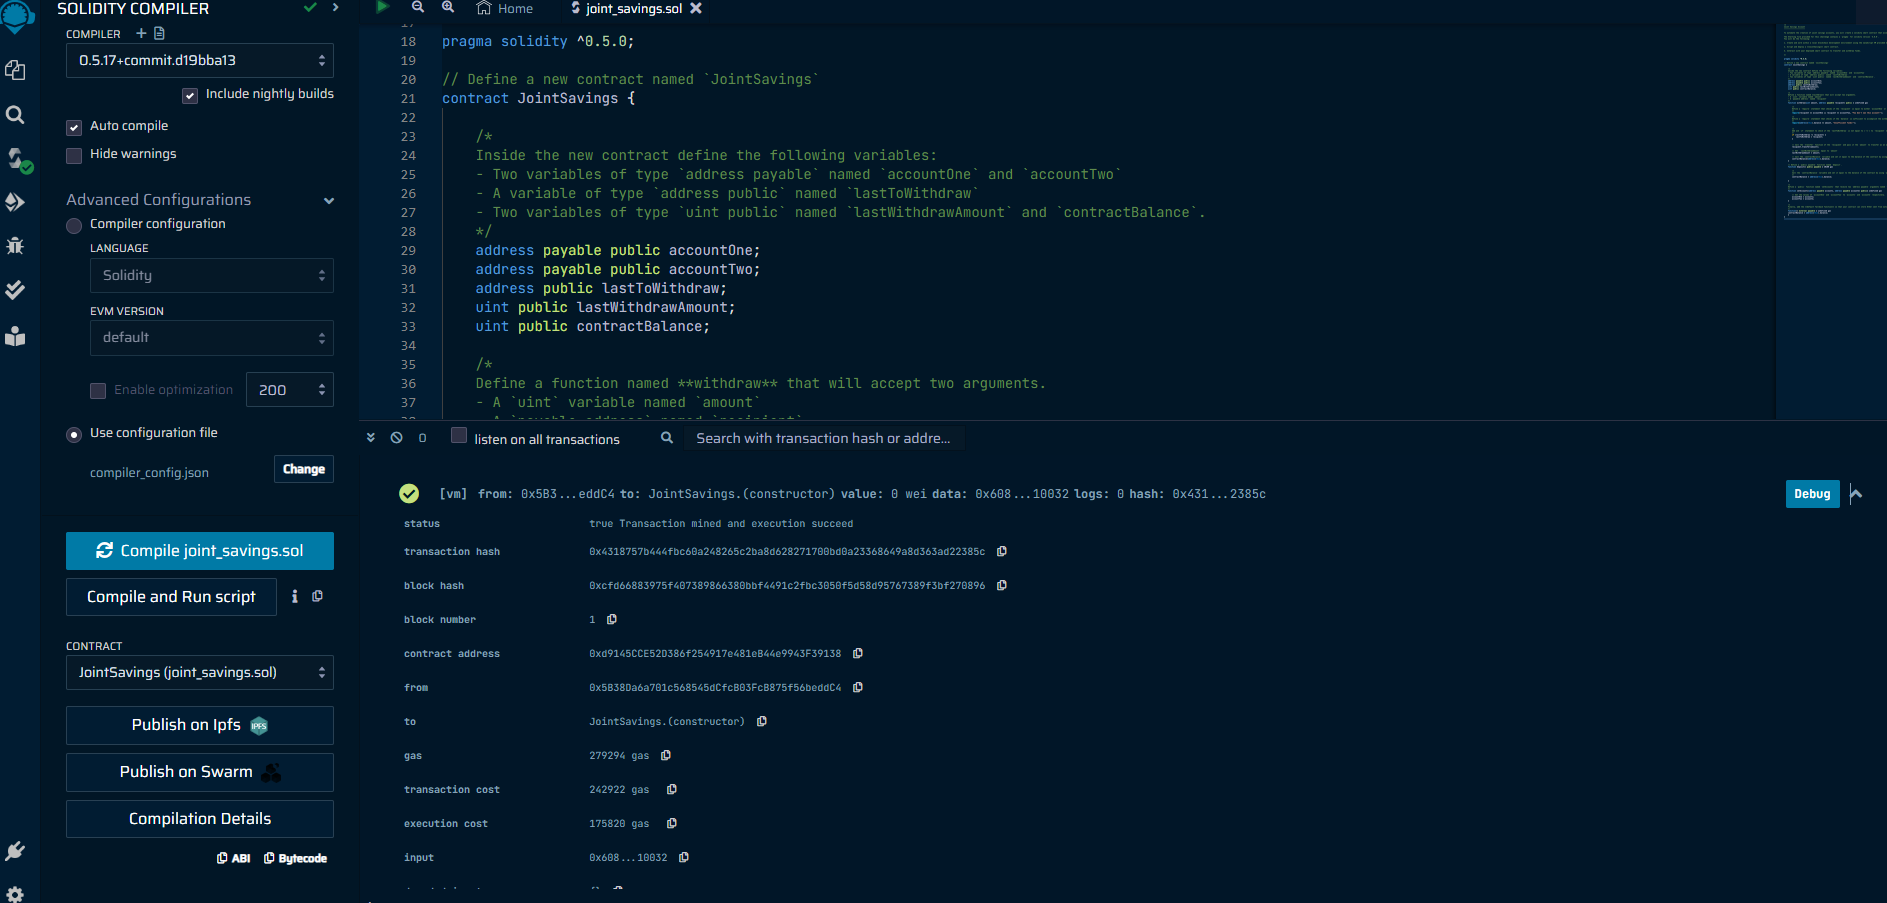 SOLIDITY COMPILER
COMPILER
0.5.17+commit.d19bba13
Include nightly builds
Auto compile
Hide warnings
Advanced Configurations
Compiler configuration
LANGUAGE
Solidity
EVM VERSION
default
Enable optimization
200
Use configuration file
compiler_config.json
Change
Compile joint_savings.sol
Compile and Run script
CONTRACT
JointSavings (joint_savings.sol)
Publish on Ipfs
IPFS
Publish on Swarm
Compilation Details
ABI Bytecode
Home joint_savings.sol
18 pragma solidity ^0.5.0;
19
20 // Define a new contract named `JointSavings`
21 contract JointSavings {
22
23 /*
24 Inside the new contract define the following variables:
25 - Two variables of type `address payable` named `accountOne` and `accountTwo`
26 - A variable of type `address public` named `lastToWithdraw`
27 - Two variables of type `uint public` named `lastWithdrawAmount` and `contractBalance`.
28 */
29 address payable public accountOne;
30 address payable public accountTwo;
31 address public lastToWithdraw;
32 uint public lastWithdrawAmount;
33 uint public contractBalance;
34
35 /*
36 Define a function named **withdraw** that will accept two arguments.
37 - A `uint` variable named `amount`
38 - A `payable address` named `recipient`
0 listen on all transactions Search with transaction hash or addre...
[vm] from: 0x5B3...eddC4 to: JointSavings.(constructor) value: 0 wei data: 0x608...10032 logs: 0 hash: 0x431...2385c
Debug
status true Transaction mined and execution succeed
transaction hash 0x4318757b444fbc60a248265c2ba8d628271700bd0a23368649a8d363ad22385c
block hash 0xcfd66883975f407389866380bbf4491c2fbc3050f5d58d95767389f3bf270896
block number 1
contract address 0xd9145CCE52D386f254917e481eB44e9943F39138
from 0x5B38Da6a701c568545dCfcB03FcB875f56beddC4
to JointSavings.(constructor)
gas 279294 gas
transaction cost 242922 gas
execution cost 175820 gas
input 0x608...10032